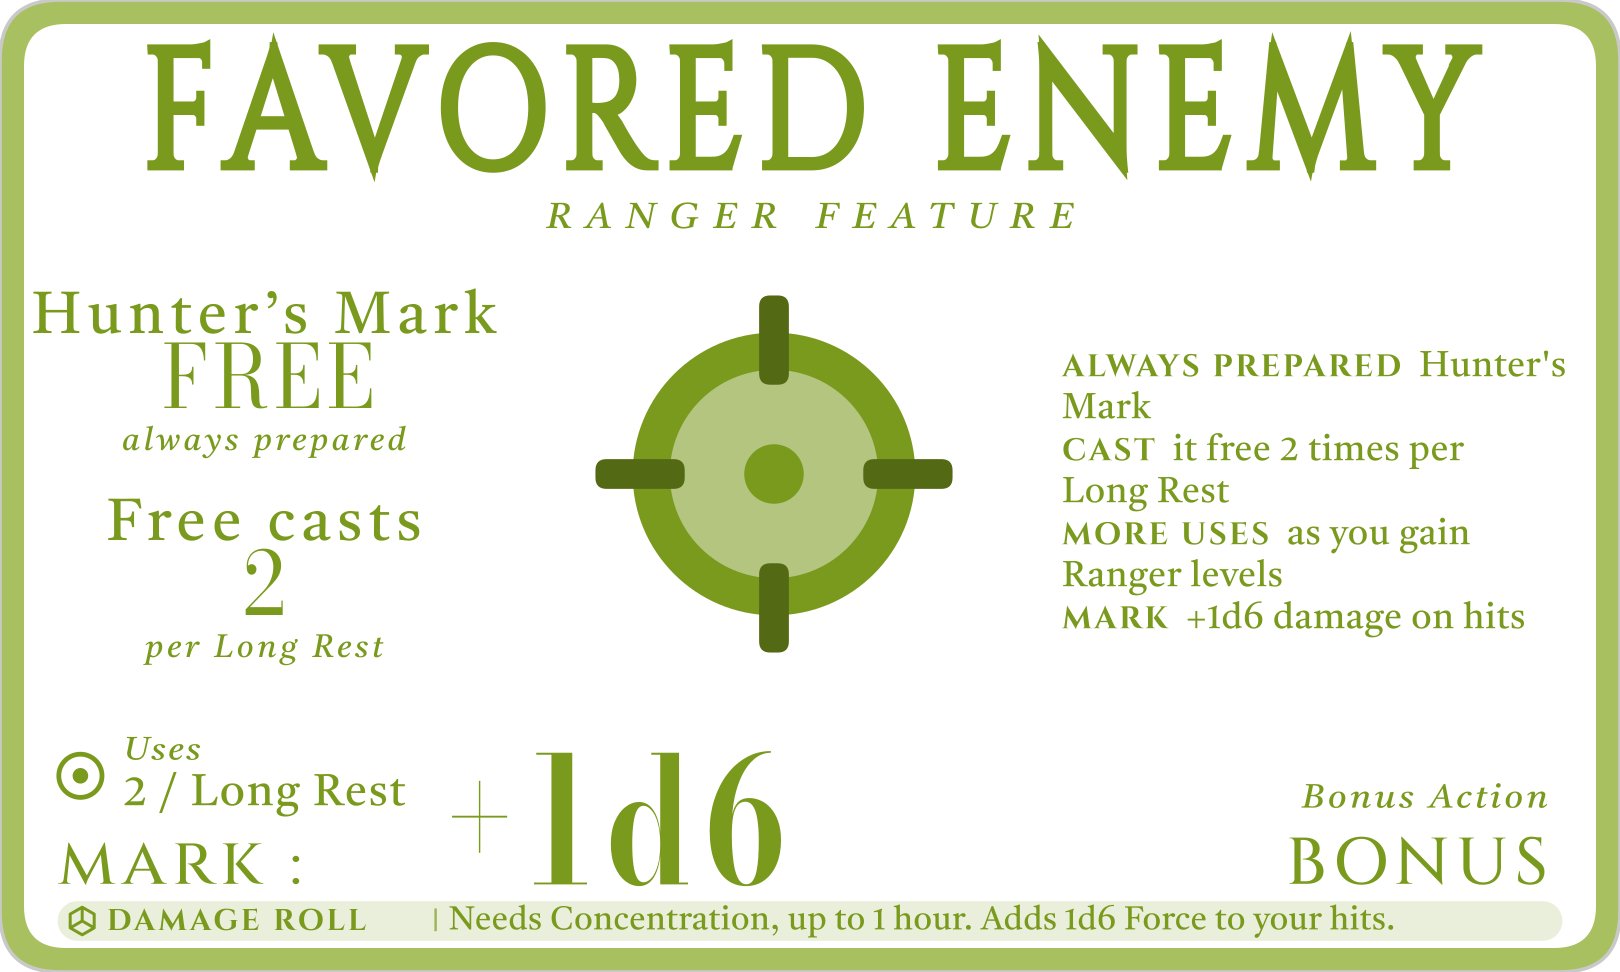 FAVORED ENEMY
RANGER FEATURE
Hunter’s Mark
FREE
always prepared
Free casts
2
per Long Rest
ALWAYS PREPARED Hunter's
Mark
CAST it free 2 times per
Long Rest
MORE USES as you gain
Ranger levels
MARK +1d6 damage on hits
Uses
2 / Long Rest
MARK :
+1d6
Bonus Action
BONUS
DAMAGE ROLL | Needs Concentration, up to 1 hour. Adds 1d6 Force to your hits.